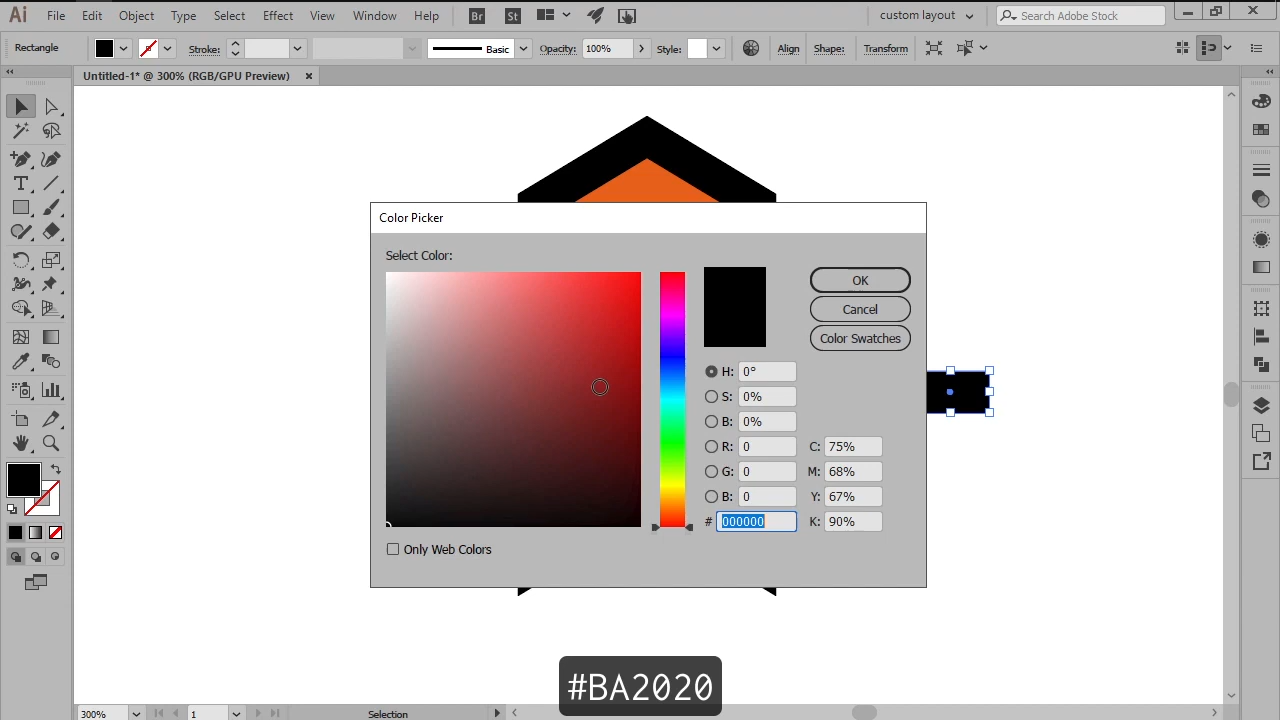 Ai File Edit Object Type Select Effect View Window Help Br St custom layout Search Adobe Stock
Rectangle Stroke: Basic Opacity: 100% Style: Align Shape: Transform
Untitled-1* @ 300% (RGB/GPU Preview) ×
Color Picker
Select Color:
OK
Cancel
Color Swatches
H: 0°
S: 0%
B: 0%
R: 0 C: 75%
G: 0 M: 68%
B: 0 Y: 67%
# 000000 K: 90%
Only Web Colors
#BA2020
300% 1 Selection